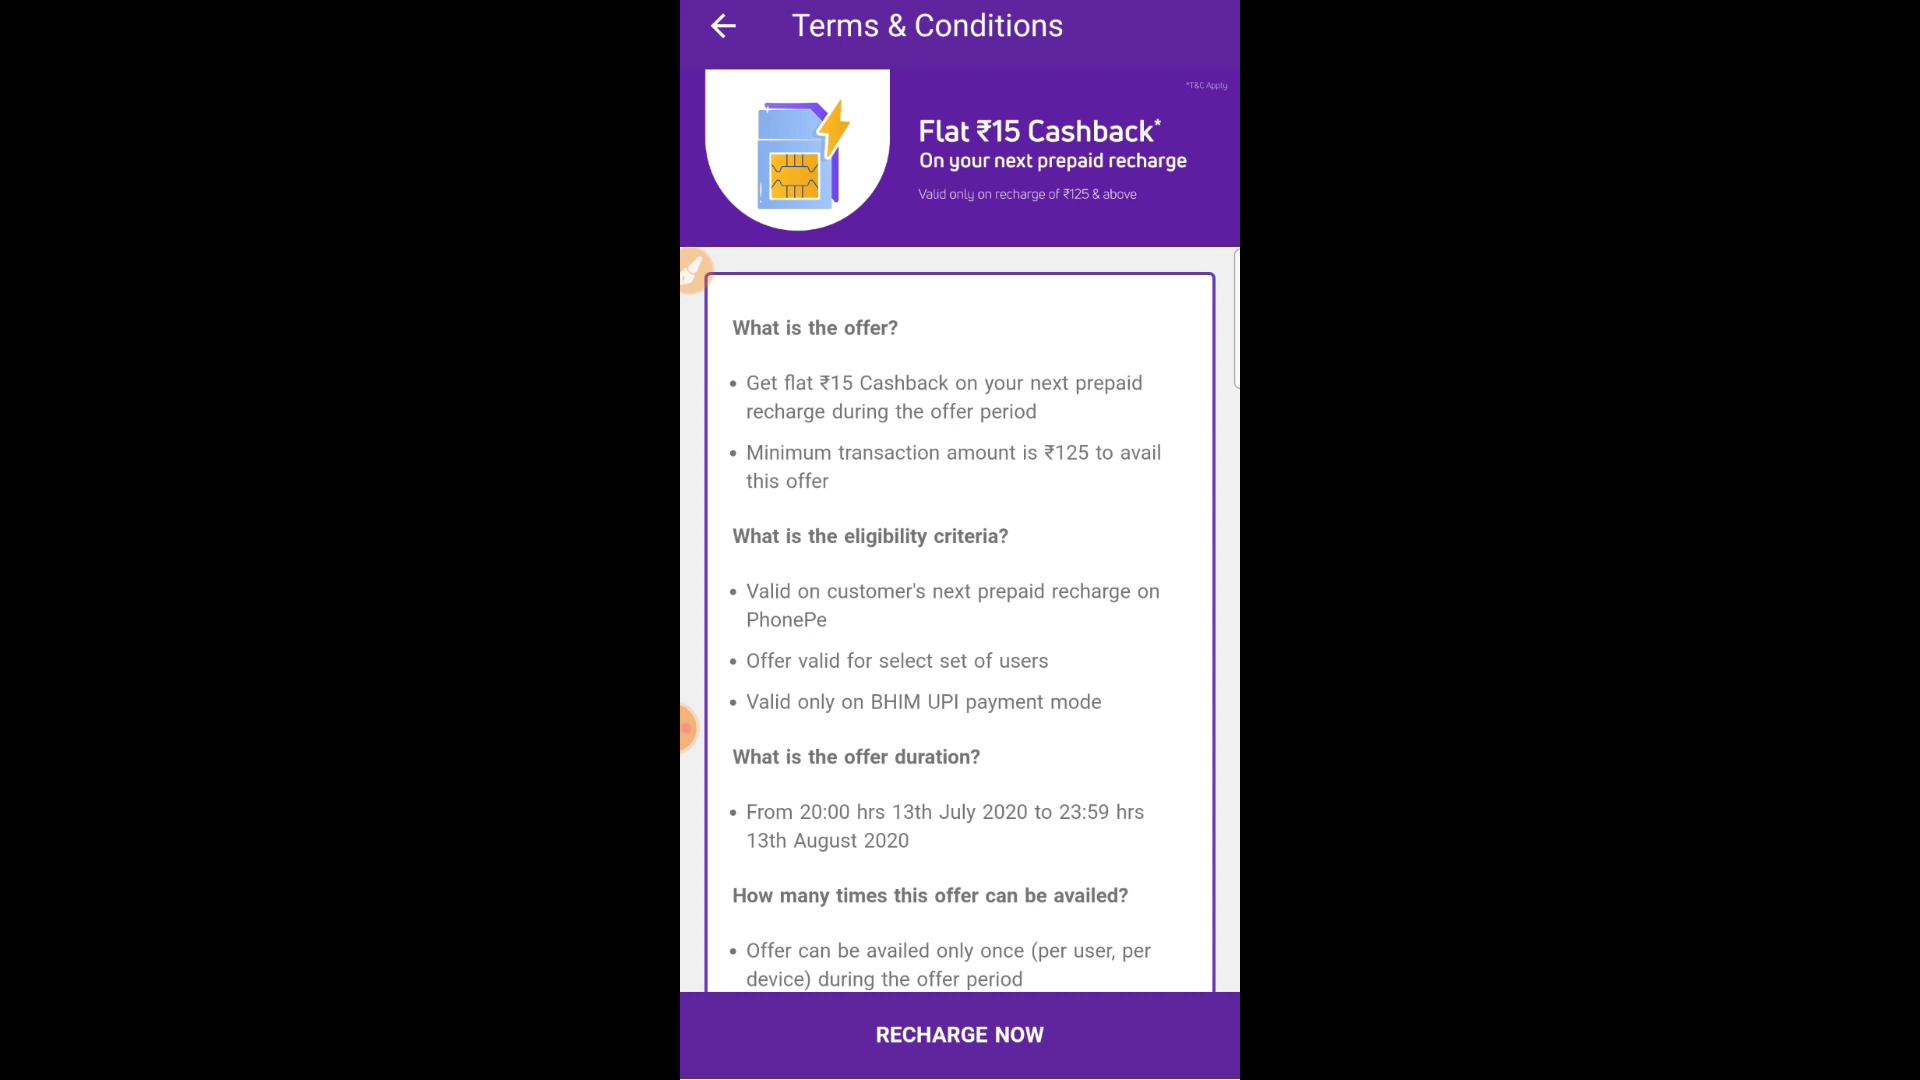 Terms & Conditions
*T&C Apply
Flat ₹15 Cashback*
On your next prepaid recharge
Valid only on recharge of ₹125 & above
What is the offer?
• Get flat ₹15 Cashback on your next prepaid
recharge during the offer period
• Minimum transaction amount is ₹125 to avail
this offer
What is the eligibility criteria?
• Valid on customer's next prepaid recharge on
PhonePe
• Offer valid for select set of users
• Valid only on BHIM UPI payment mode
What is the offer duration?
• From 20:00 hrs 13th July 2020 to 23:59 hrs
13th August 2020
How many times this offer can be availed?
• Offer can be availed only once (per user, per
device) during the offer period
RECHARGE NOW